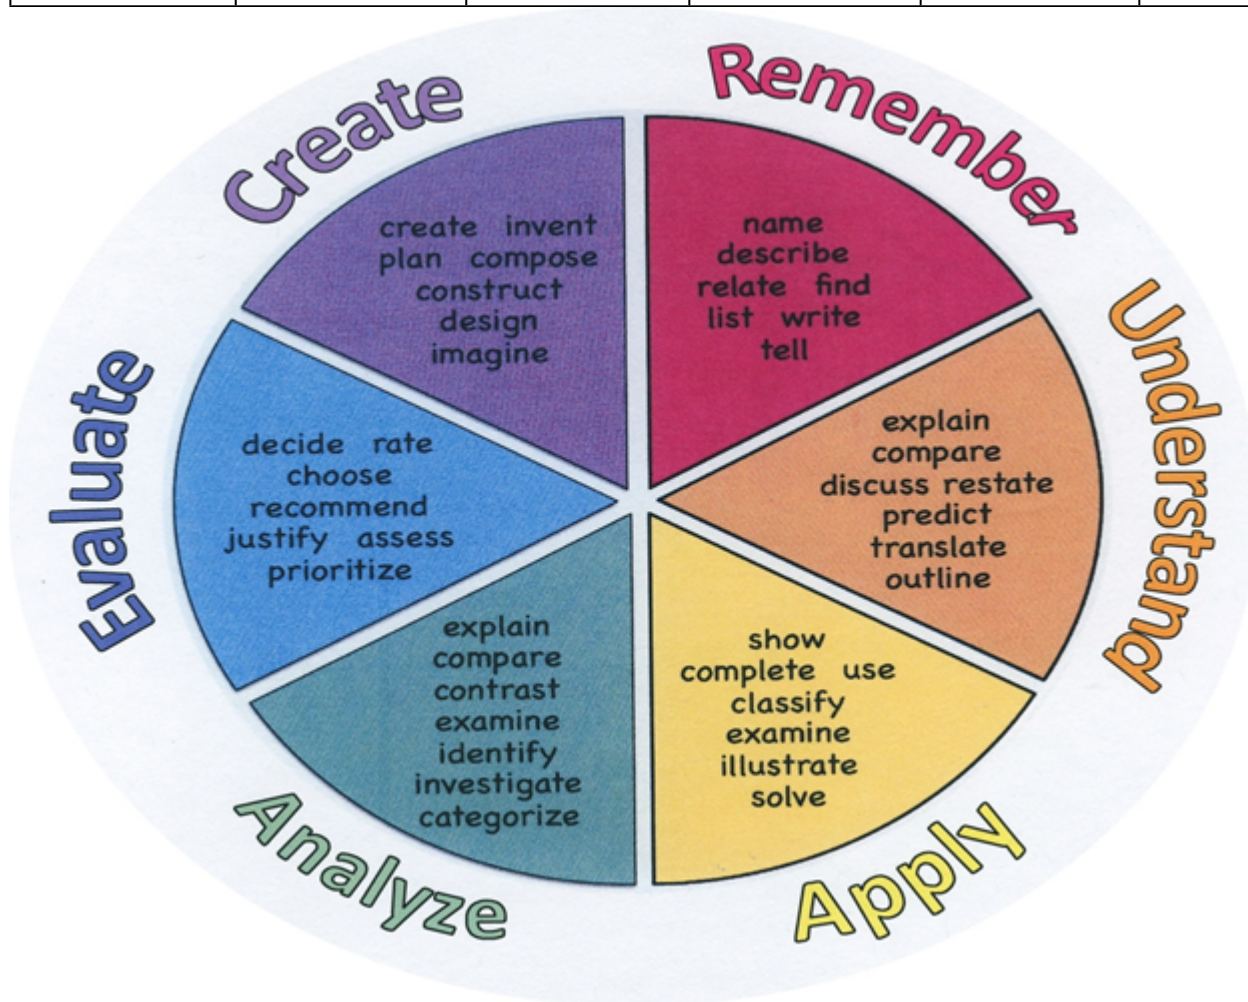 Remember
name
describe
relate find
list write
tell
Understand
explain
compare
discuss restate
predict
translate
outline
Apply
show
complete use
classify
examine
illustrate
solve
Analyze
explain
compare
contrast
examine
identify
investigate
categorize
Evaluate
decide rate
choose
recommend
justify assess
prioritize
Create
create invent
plan compose
construct
design
imagine